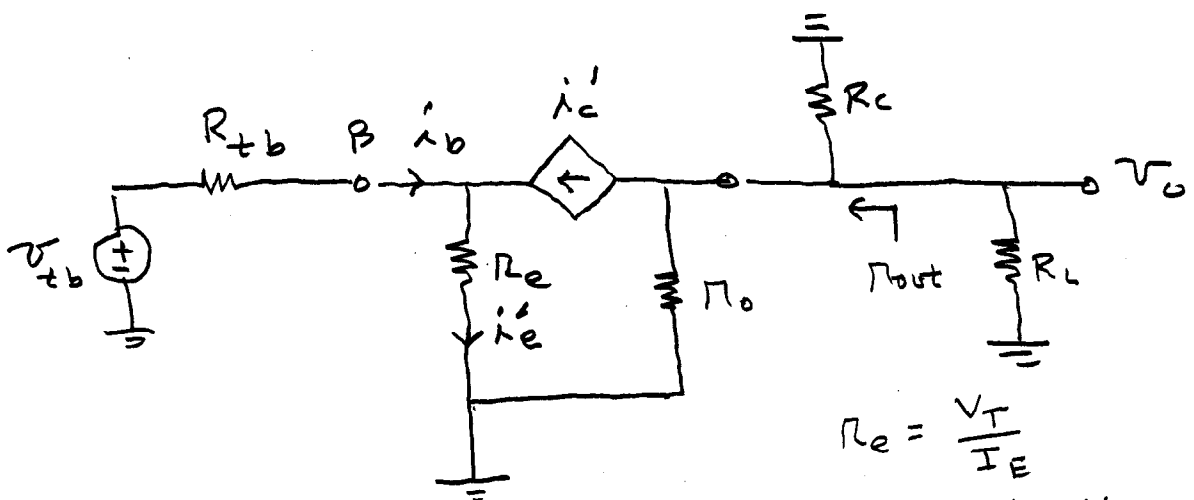 R_tb
B
i_b
i_c'
R_C
v_tb
r_e
i_e'
r_o
r_out
R_L
v_o
r_e = V_T / I_E